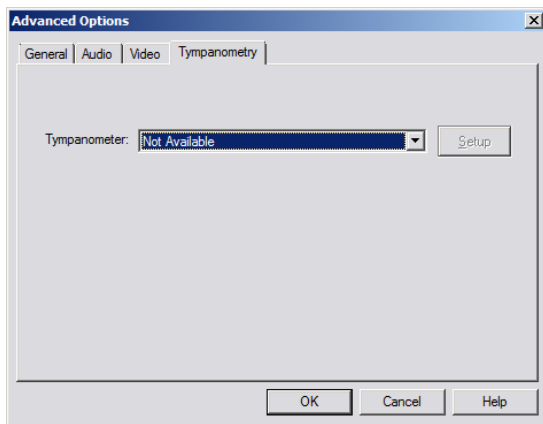 Advanced Options
General Audio Video Tympanometry
Tympanometer: Not Available Setup
OK Cancel Help